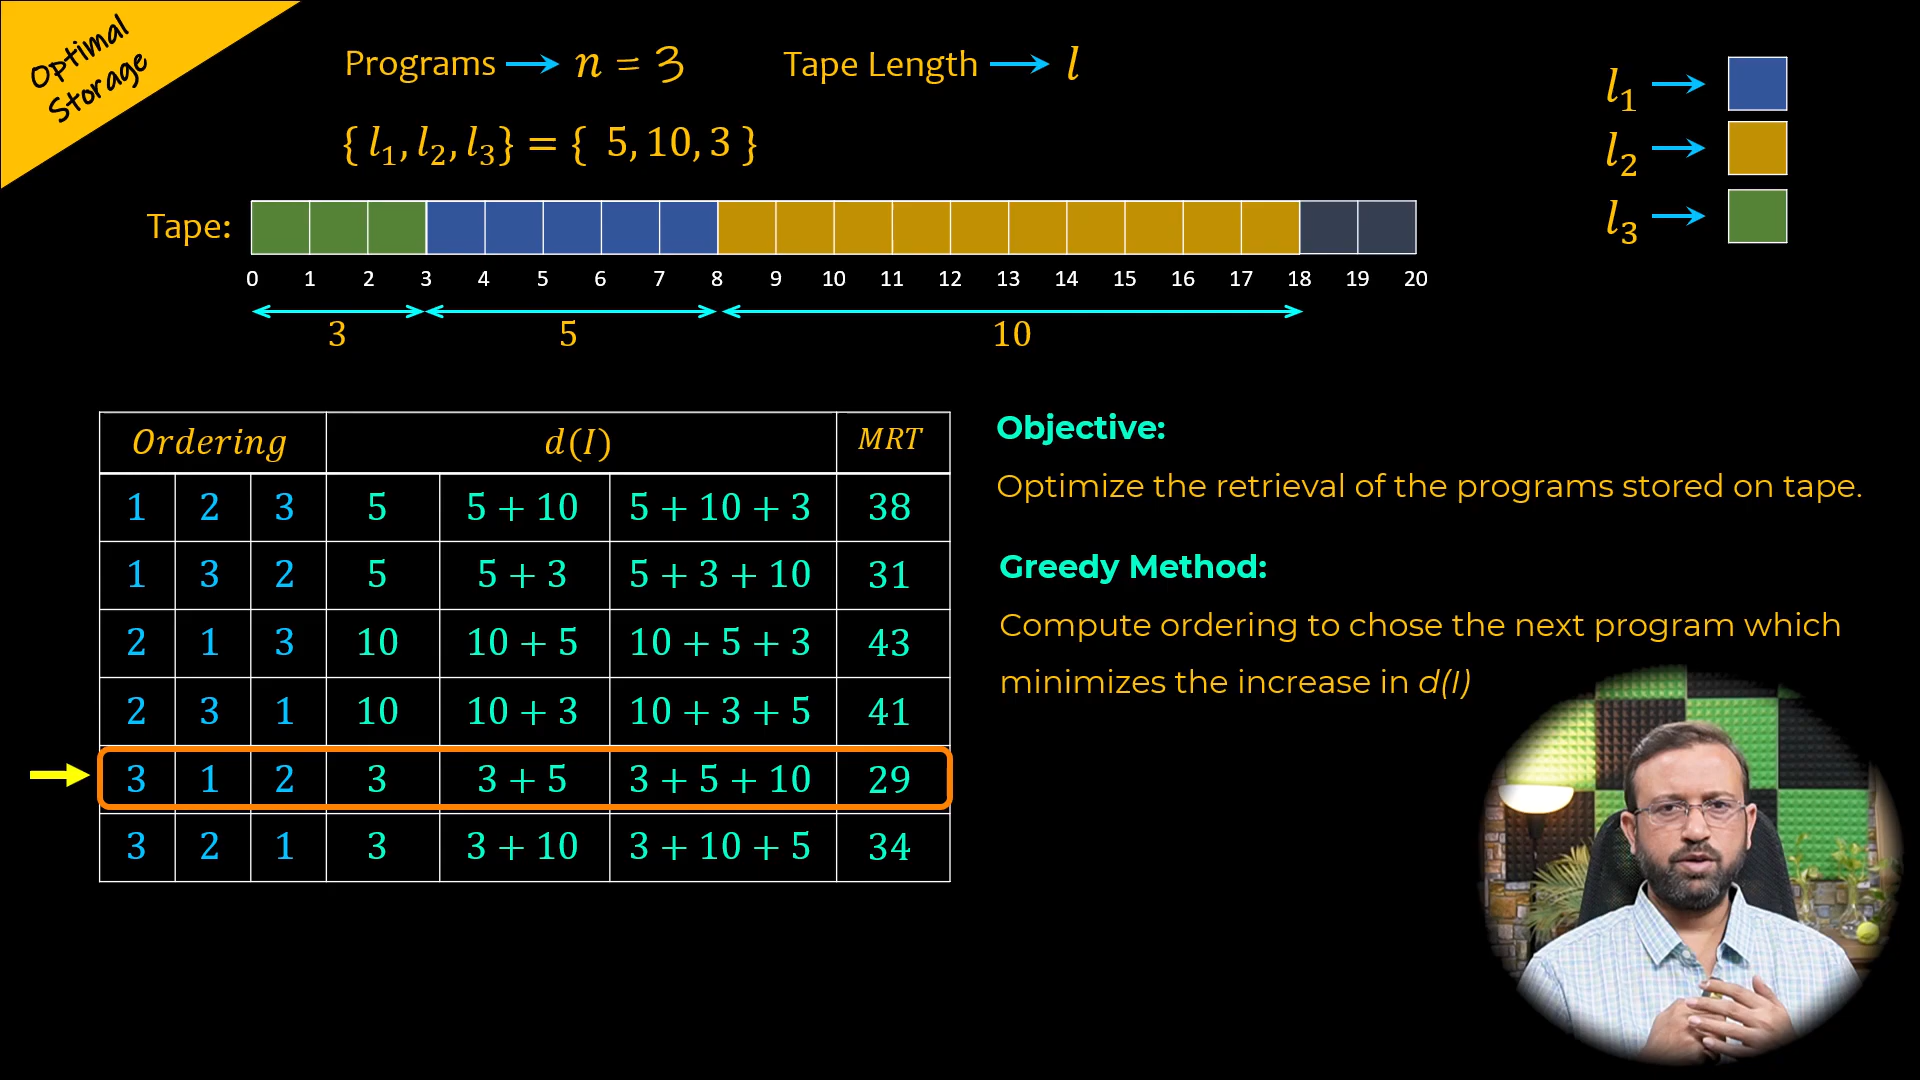 Optimal
Storage
Programs → n = 3
Tape Length → l
{ l₁, l₂, l₃} = { 5, 10, 3 }
l₁ →
l₂ →
l₃ →
Tape:
0 1 2 3 4 5 6 7 8 9 10 11 12 13 14 15 16 17 18 19 20
3 5 10
Ordering d(I) MRT
1 2 3 5 5 + 10 5 + 10 + 3 38
1 3 2 5 5 + 3 5 + 3 + 10 31
2 1 3 10 10 + 5 10 + 5 + 3 43
2 3 1 10 10 + 3 10 + 3 + 5 41
3 1 2 3 3 + 5 3 + 5 + 10 29
3 2 1 3 3 + 10 3 + 10 + 5 34
Objective:
Optimize the retrieval of the programs stored on tape.
Greedy Method:
Compute ordering to chose the next program which
minimizes the increase in d(I)